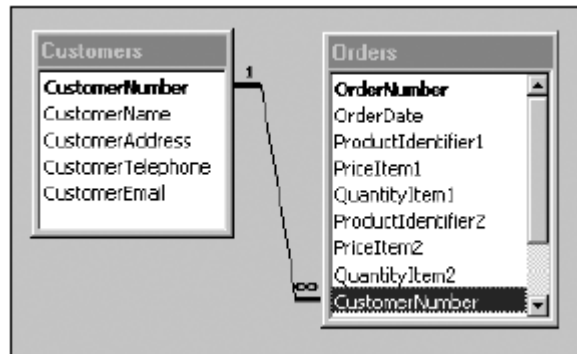 Customers
CustomerNumber
CustomerName
CustomerAddress
CustomerTelephone
CustomerEmail
1
∞
Orders
OrderNumber
OrderDate
ProductIdentifier1
PriceItem1
QuantityItem1
ProductIdentifier2
PriceItem2
QuantityItem2
CustomerNumber